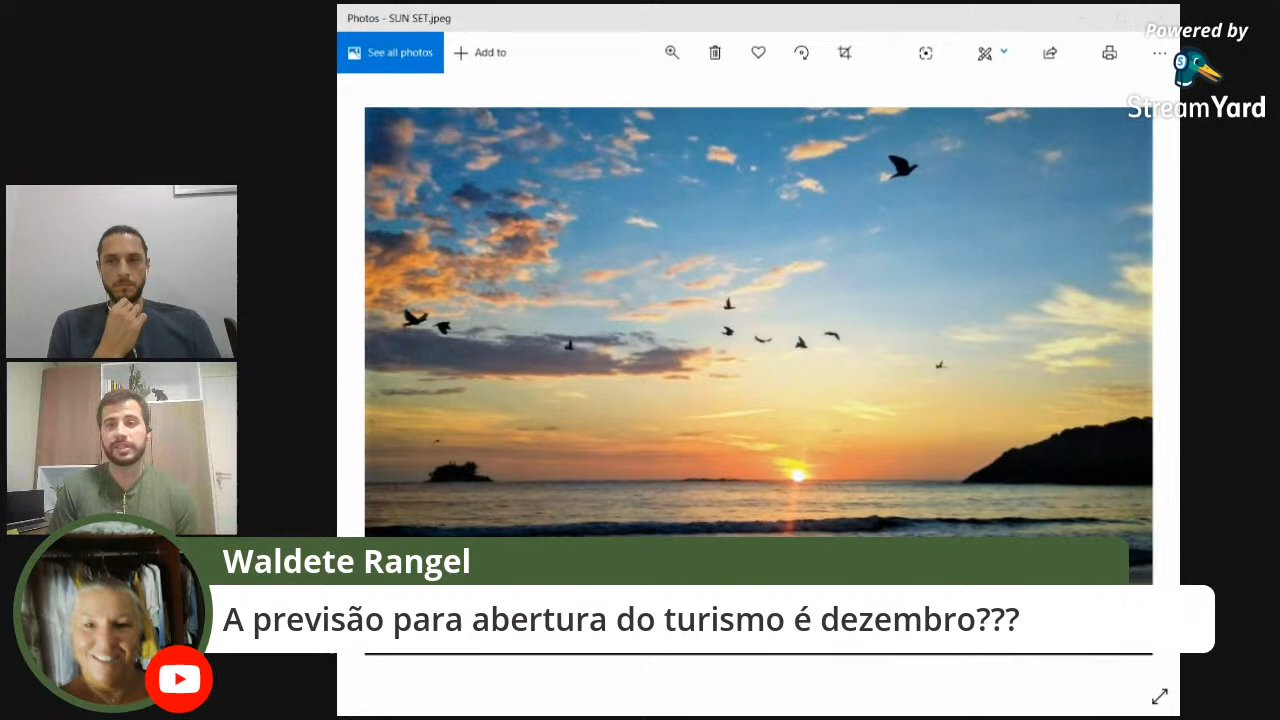 Photos - SUN SET.jpeg
See all photos
Add to
Powered by
StreamYard
Waldete Rangel
A previsão para abertura do turismo é dezembro???